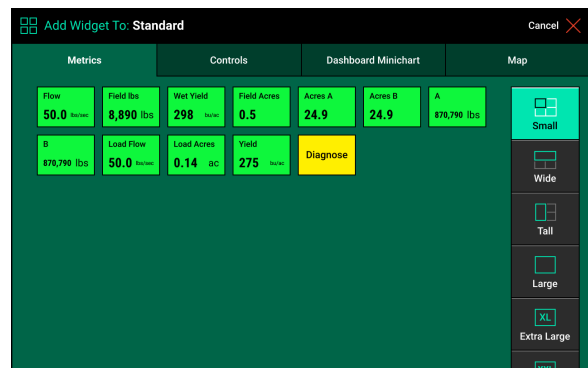 Add Widget To: Standard
Cancel
Metrics
Controls
Dashboard Minichart
Map
Flow
50.0 lbs/sec
Field lbs
8,890 lbs
Wet Yield
298 bu/ac
Field Acres
0.5
Acres A
24.9
Acres B
24.9
A
870,790 lbs
B
870,790 lbs
Load Flow
50.0 lbs/sec
Load Acres
0.14 ac
Yield
275 bu/ac
Diagnose
Small
Wide
Tall
Large
XL
Extra Large